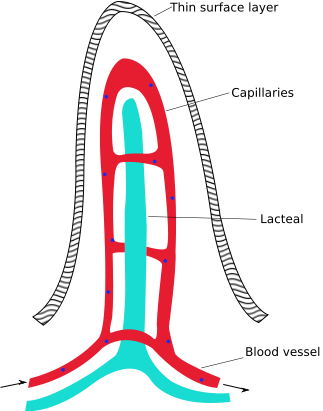 Thin surface layer
Capillaries
Lacteal
Blood vessel